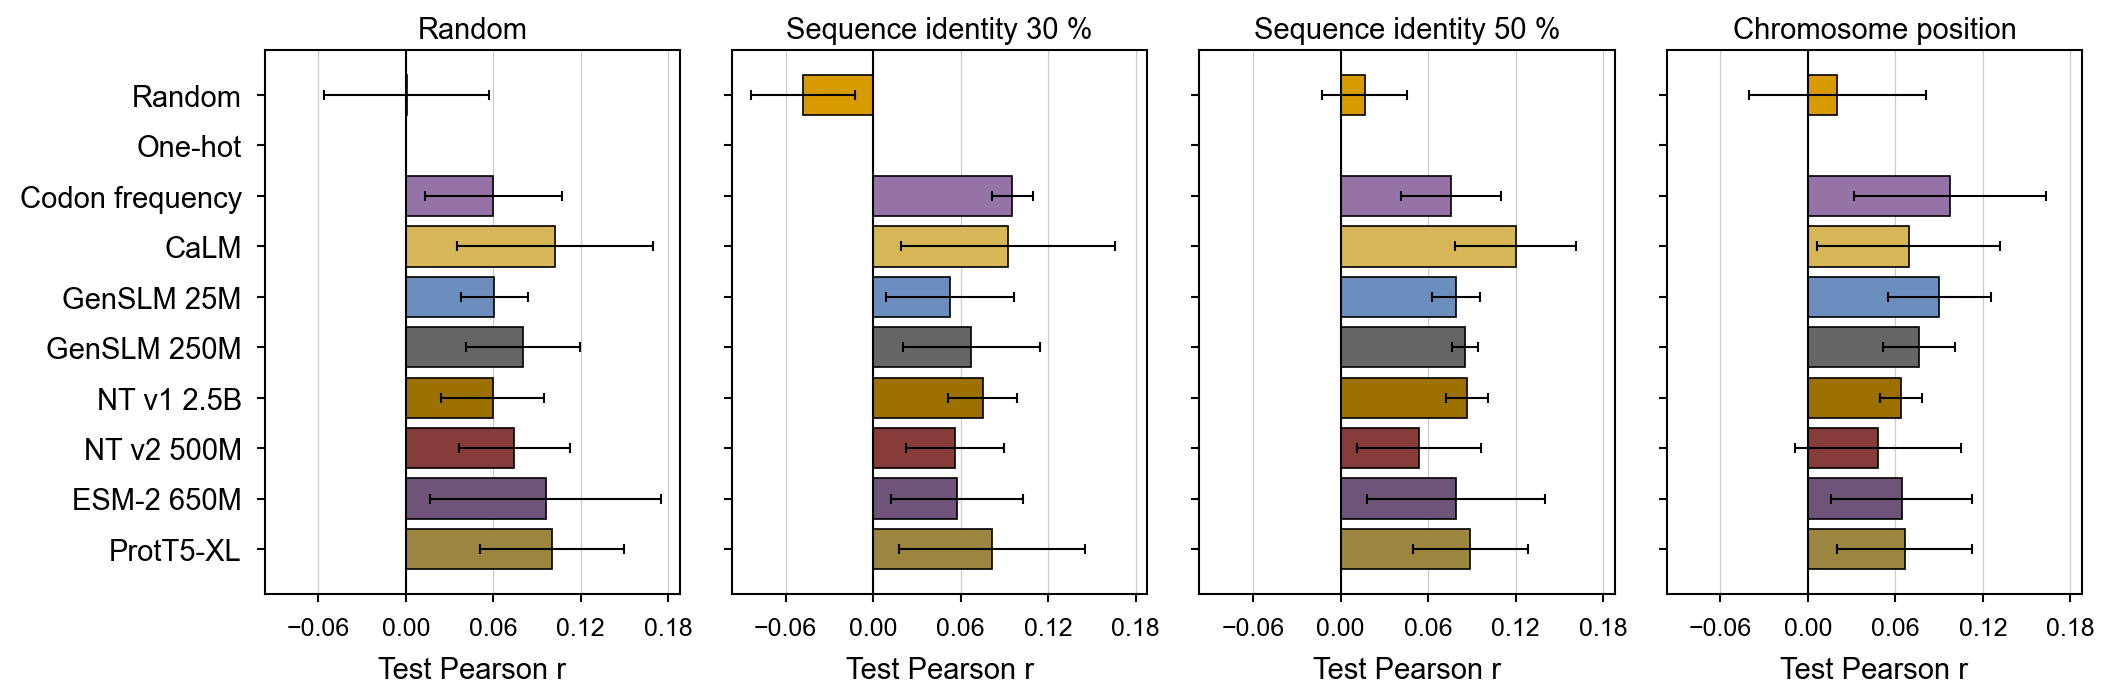 Random
Sequence identity 30 %
Sequence identity 50 %
Chromosome position
Random
One-hot
Codon frequency
CaLM
GenSLM 25M
GenSLM 250M
NT v1 2.5B
NT v2 500M
ESM-2 650M
ProtT5-XL
−0.06 0.00 0.06 0.12 0.18
−0.06 0.00 0.06 0.12 0.18
−0.06 0.00 0.06 0.12 0.18
−0.06 0.00 0.06 0.12 0.18
Test Pearson r
Test Pearson r
Test Pearson r
Test Pearson r